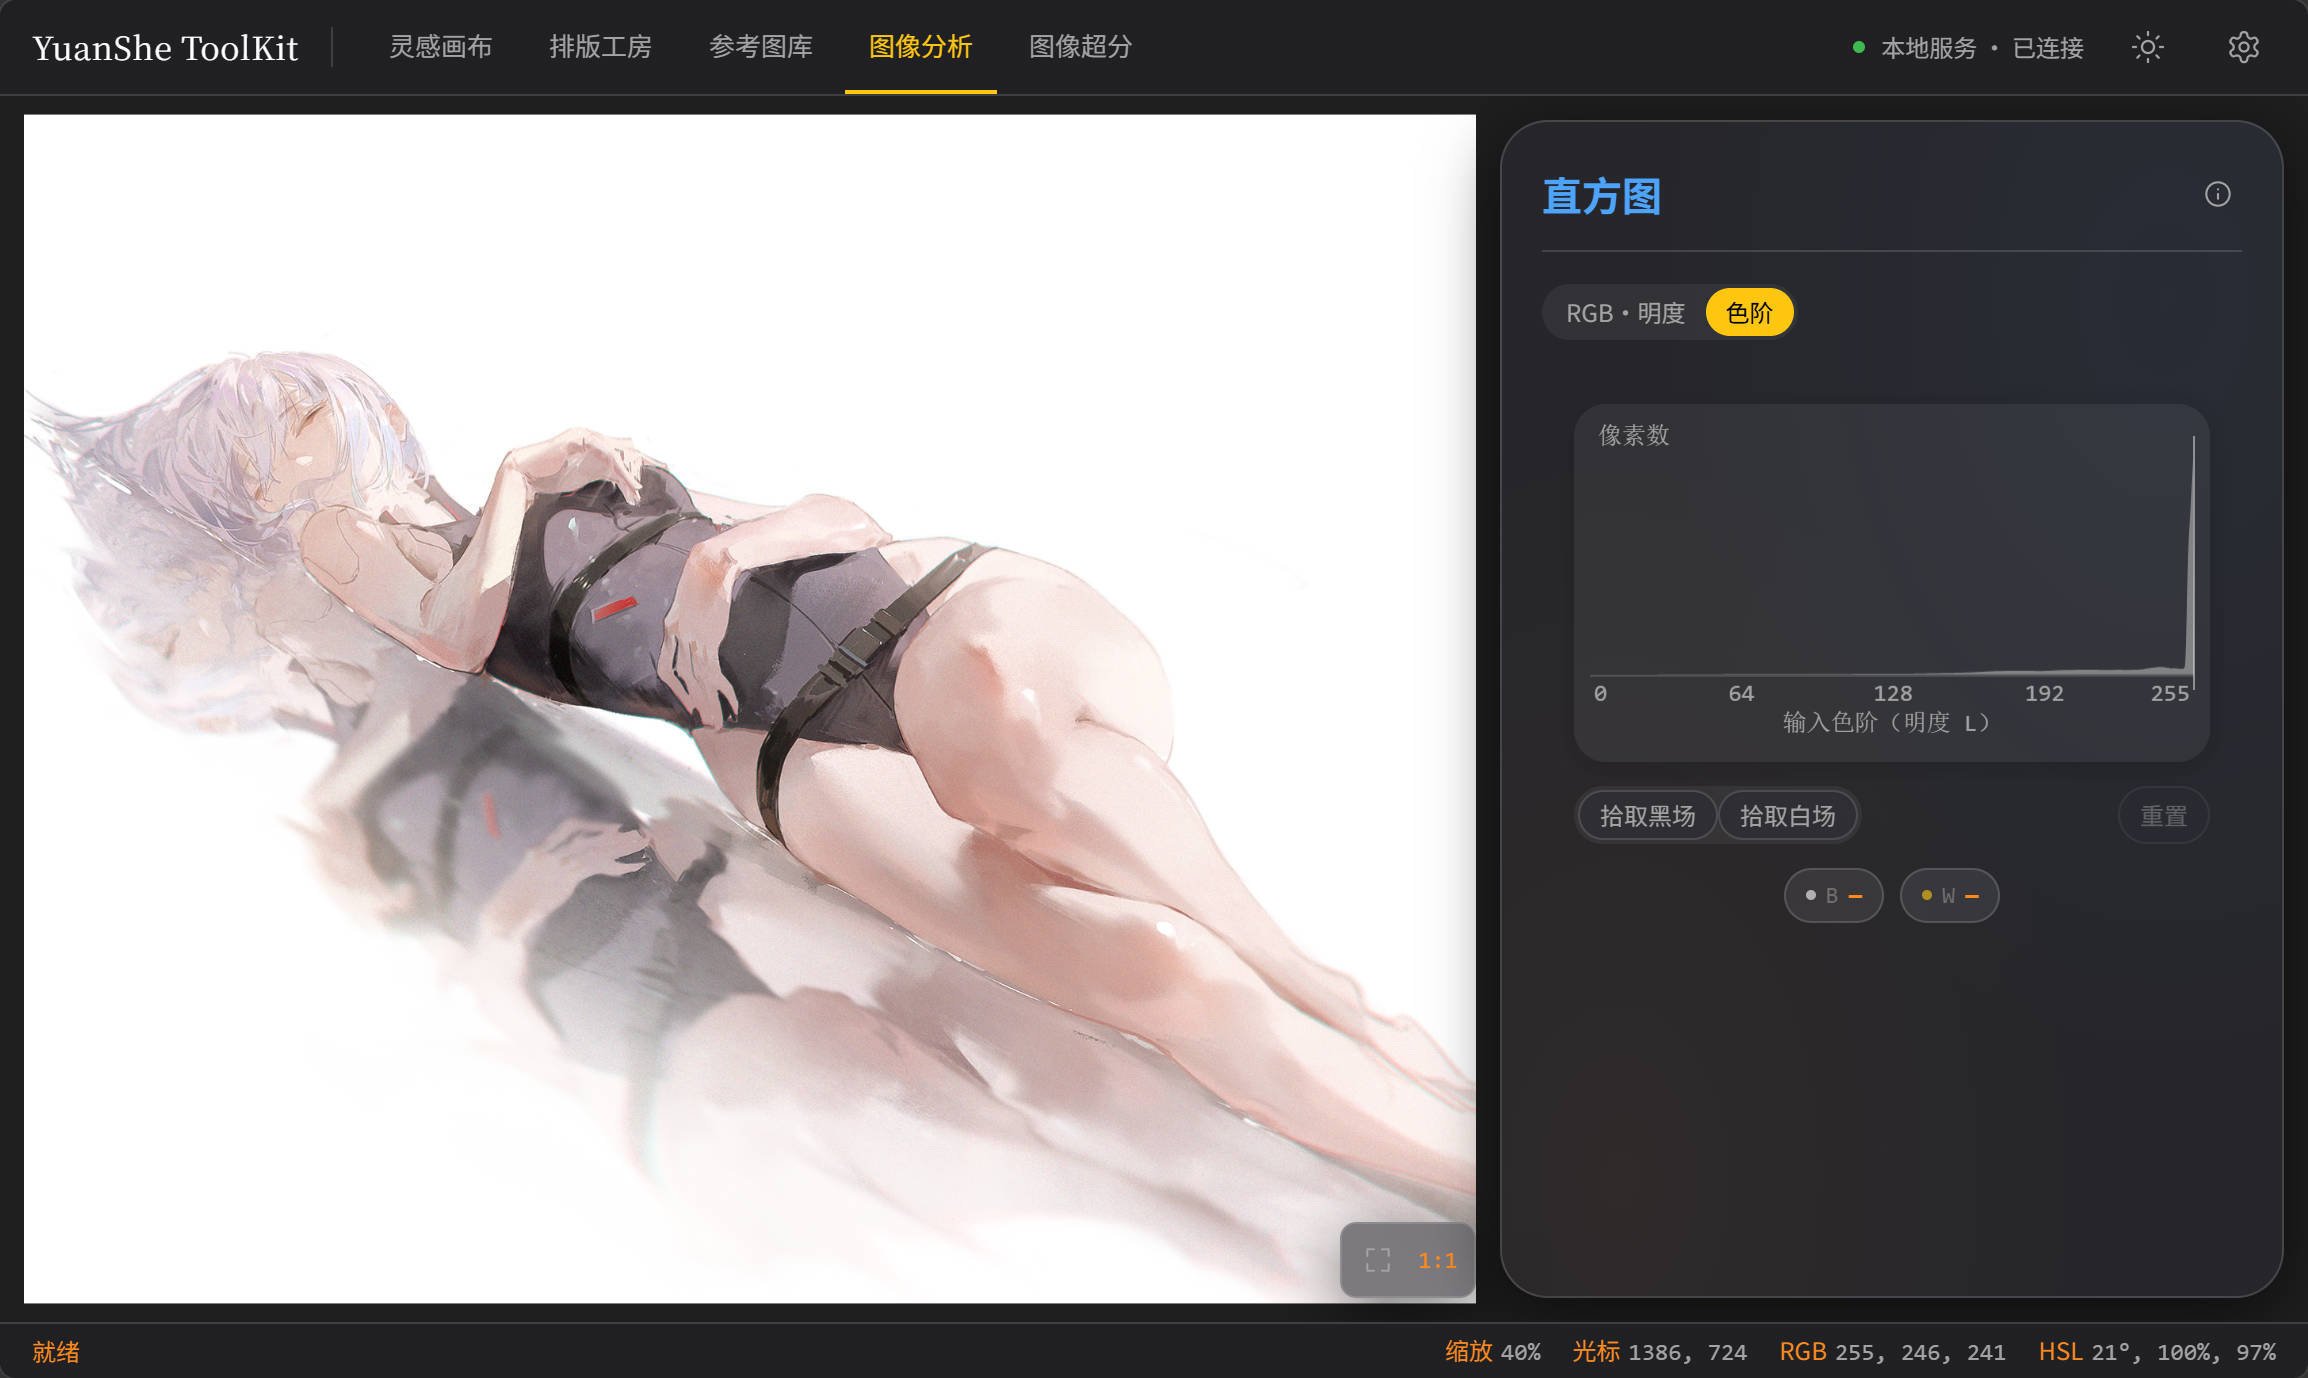 YuanShe ToolKit
灵感画布 排版工房 参考图库 图像分析 图像超分
本地服务 • 已连接
直方图
RGB • 明度 色阶
像素数
0 64 128 192 255
输入色阶（明度 L）
拾取黑场 拾取白场 重置
B — W —
1:1
就绪
缩放 40% 光标 1386, 724 RGB 255, 246, 241 HSL 21°, 100%, 97%